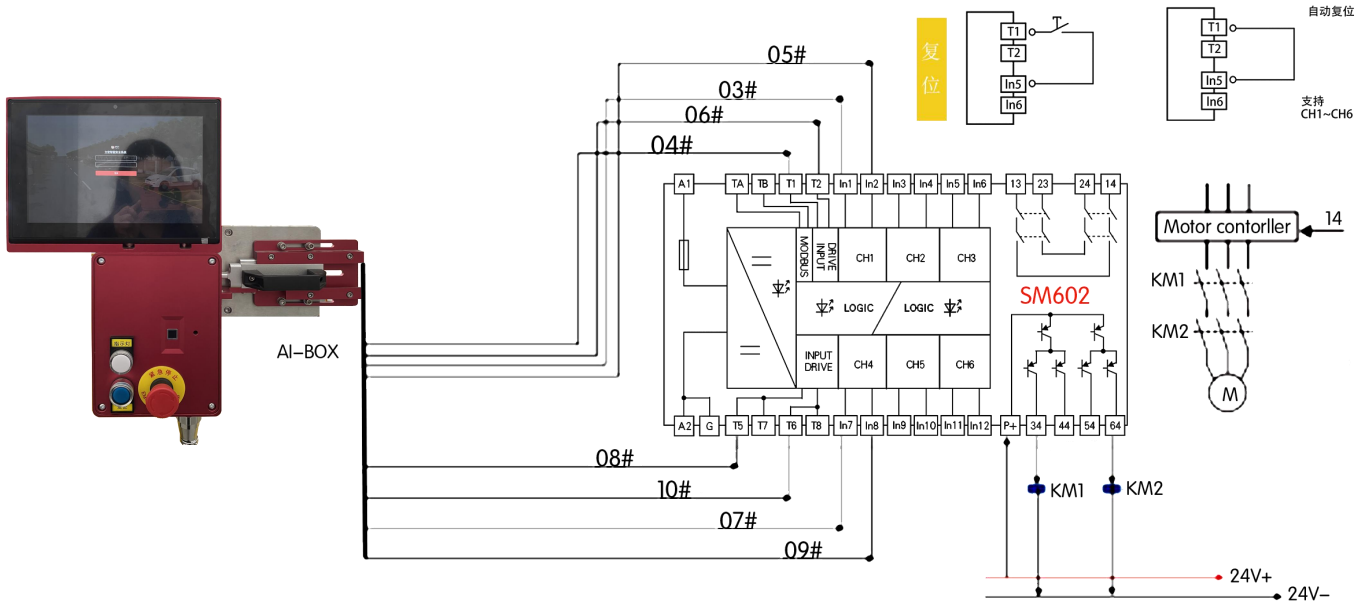 自动复位
复位
T1
T2
In5
In6
T1
T2
In5
In6
支持
CH1~CH6
05#
03#
06#
04#
A1 TA TB T1 T2 In1 In2 In3 In4 In5 In6 13 23 24 14
MODBUS
DRIVE
INPUT
CH1 CH2 CH3
LOGIC LOGIC
INPUT
DRIVE
CH4 CH5 CH6
SM602
A2 G T5 T7 T6 T8 In7 In8 In9 In10 In11 In12 P+ 34 44 54 64
Motor contorller
14
KM1
KM2
M
AI-BOX
紧急停止
08#
10#
07#
09#
KM1
KM2
24V+
24V-